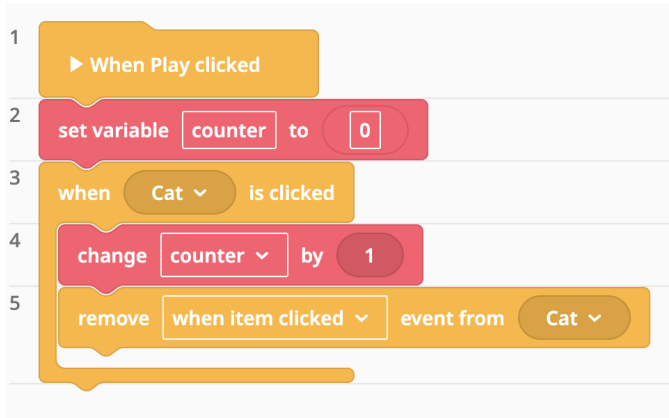 1
When Play clicked
2
set variable counter to 0
3
when Cat is clicked
4
change counter by 1
5
remove when item clicked event from Cat